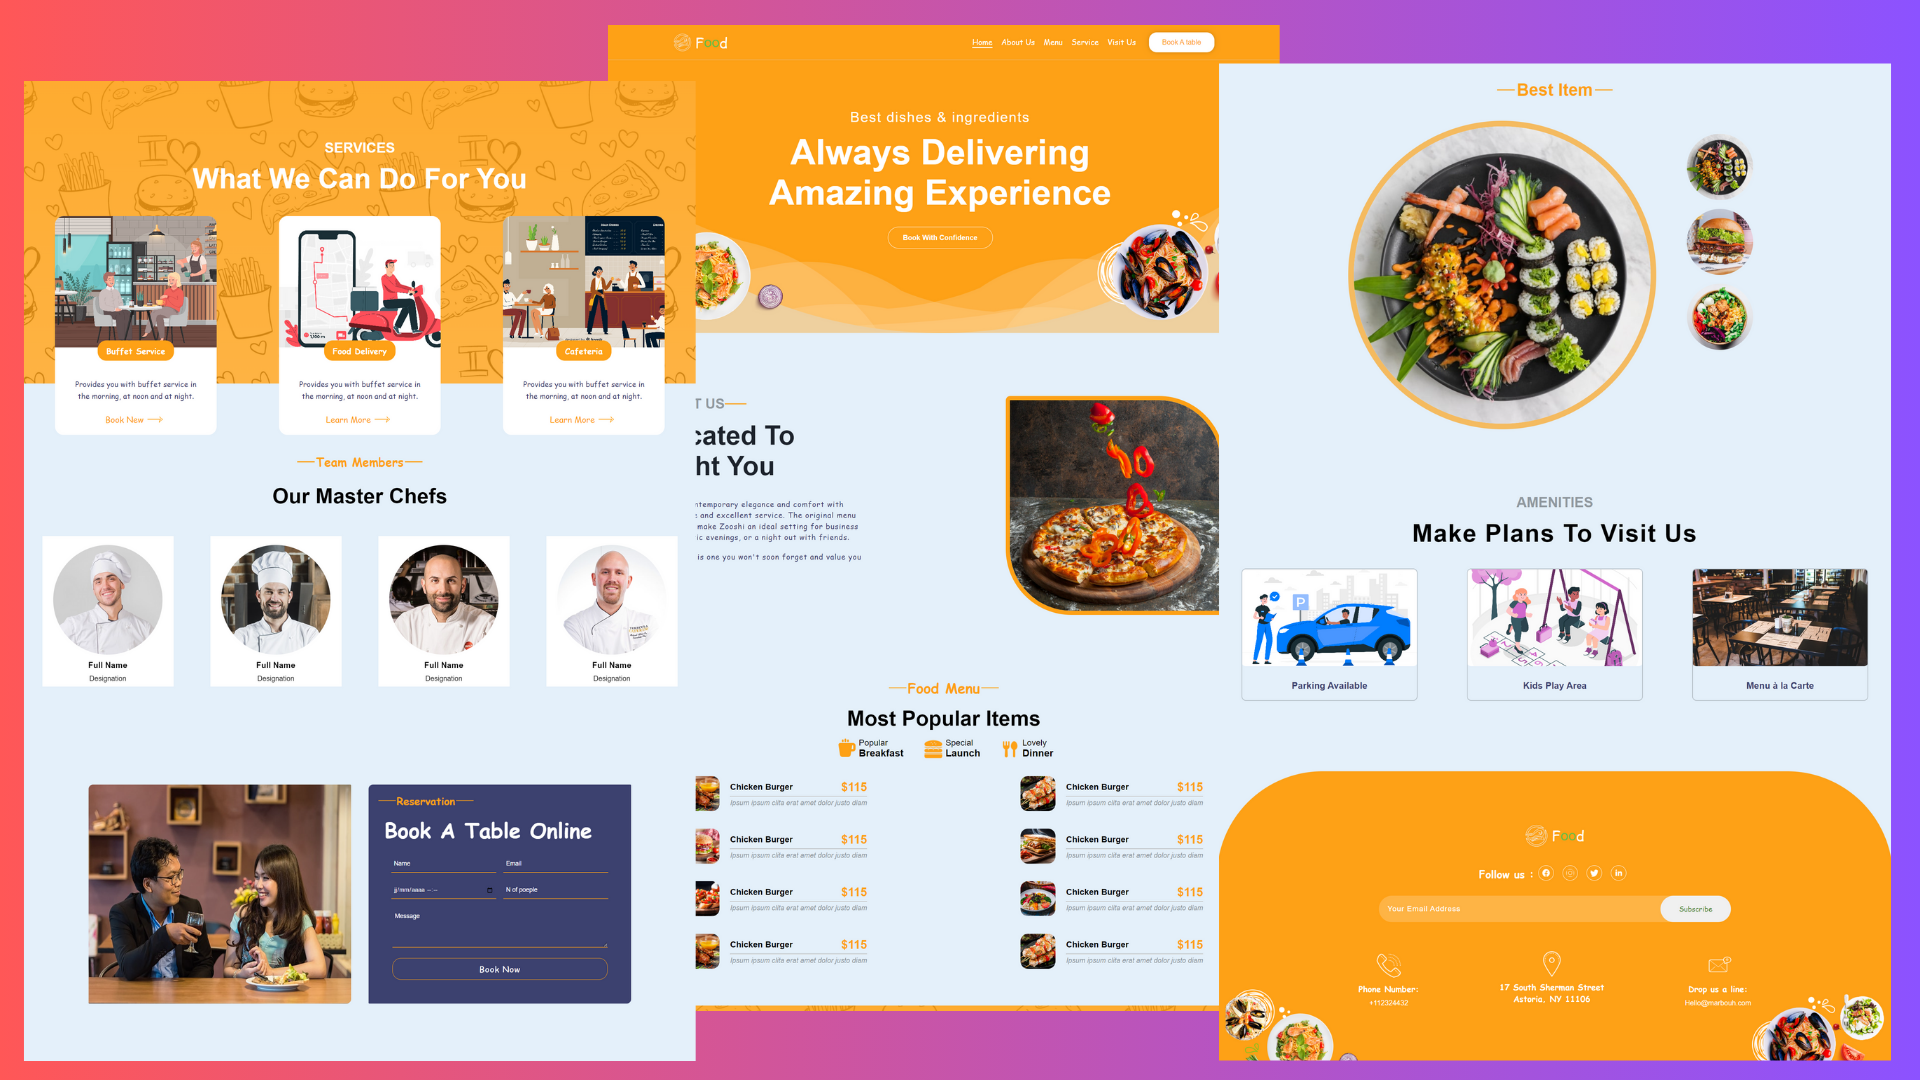 Food
Home About Us Menu Service Visit Us Book A table
Best dishes & ingredients
Always Delivering
Amazing Experience
Book With Confidence
SERVICES
What We Can Do For You
Buffet Service
Provides you with buffet service in
the morning, at noon and at night.
Book New
Food Delivery
Provides you with buffet service in
the morning, at noon and at night.
Learn More
Cafeteria
Provides you with buffet service in
the morning, at noon and at night.
Learn More
Team Members
Our Master Chefs
Full Name
Designation
Full Name
Designation
Full Name
Designation
Full Name
Designation
Reservation
Book A Table Online
Name Email
jj/mm/aaaa --:-- N of poeple
Message
Book Now
T US
cated To
ht You
ntemporary elegance and comfort with
and excellent service. The original menu
make Zooshi an ideal setting for business
ic evenings, or a night out with friends.
is one you won't soon forget and value you
Food Menu
Most Popular Items
Popular
Breakfast
Special
Launch
Lovely
Dinner
Chicken Burger $115
Ipsum ipsum clita erat amet dolor justo diam
Chicken Burger $115
Ipsum ipsum clita erat amet dolor justo diam
Chicken Burger $115
Ipsum ipsum clita erat amet dolor justo diam
Chicken Burger $115
Ipsum ipsum clita erat amet dolor justo diam
Chicken Burger $115
Ipsum ipsum clita erat amet dolor justo diam
Chicken Burger $115
Ipsum ipsum clita erat amet dolor justo diam
Chicken Burger $115
Ipsum ipsum clita erat amet dolor justo diam
Chicken Burger $115
Ipsum ipsum clita erat amet dolor justo diam
Best Item
AMENITIES
Make Plans To Visit Us
P
Parking Available
Kids Play Area
Menu à la Carte
Food
Follow us :
Your Email Address Subscribe
Phone Number:
+112324432
17 South Sherman Street
Astoria, NY 11106
Drop us a line:
Hello@marbouh.com